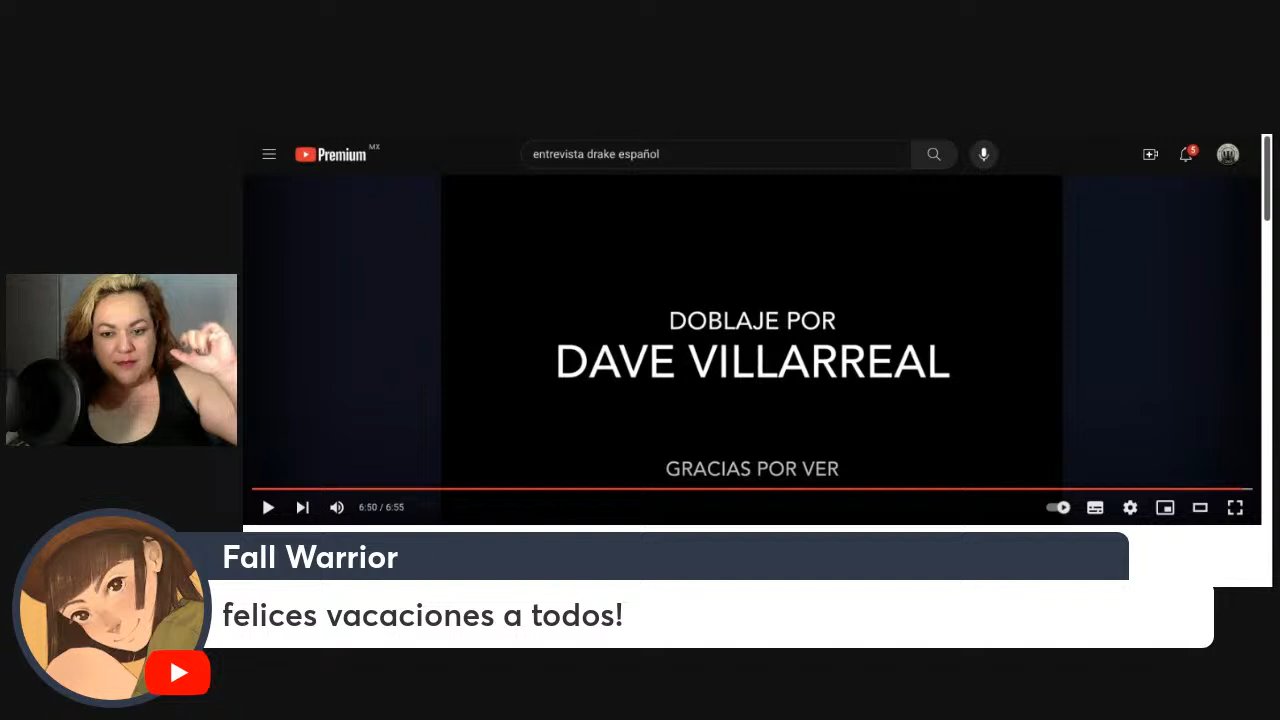 Premium MX
entrevista drake español
5
DOBLAJE POR
DAVE VILLARREAL
GRACIAS POR VER
6:50 / 6:55
Fall Warrior
felices vacaciones a todos!